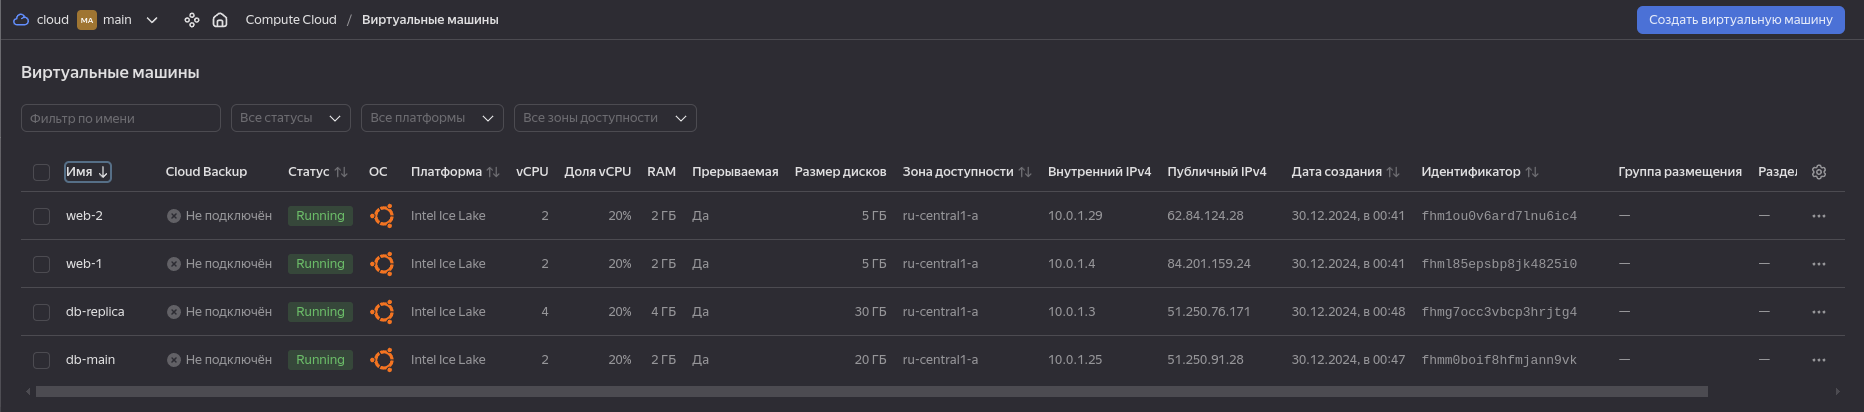 cloud MA main Compute Cloud / Виртуальные машины Создать виртуальную машину
Виртуальные машины
Фильтр по имени Все статусы Все платформы Все зоны доступности
Имя Cloud Backup Статус ОС Платформа vCPU Доля vCPU RAM Прерываемая Размер дисков Зона доступности Внутренний IPv4 Публичный IPv4 Дата создания Идентификатор Группа размещения Раздел
web-2 Не подключён Running Intel Ice Lake 2 20% 2 ГБ Да 5 ГБ ru-central1-a 10.0.1.29 62.84.124.28 30.12.2024, в 00:41 fhm1ou0v6ard7lnu6ic4 — —
web-1 Не подключён Running Intel Ice Lake 2 20% 2 ГБ Да 5 ГБ ru-central1-a 10.0.1.4 84.201.159.24 30.12.2024, в 00:41 fhml85epsbp8jk4825i0 — —
db-replica Не подключён Running Intel Ice Lake 4 20% 4 ГБ Да 30 ГБ ru-central1-a 10.0.1.3 51.250.76.171 30.12.2024, в 00:48 fhmg7occ3vbcp3hrjtg4 — —
db-main Не подключён Running Intel Ice Lake 2 20% 2 ГБ Да 20 ГБ ru-central1-a 10.0.1.25 51.250.91.28 30.12.2024, в 00:47 fhmm0boif8hfmjann9vk — —